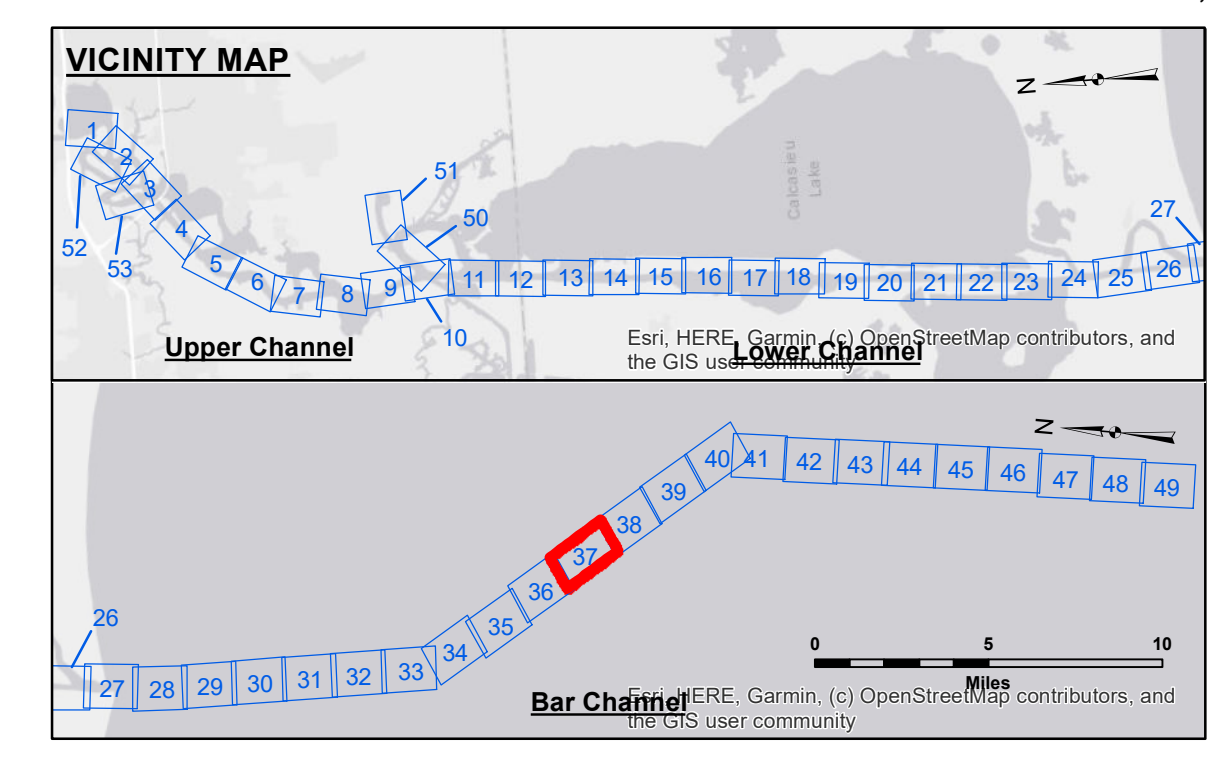 VICINITY MAP
N
1
2
3
52
53
4
5
6
7
8
9
10
51
50
11 12 13 14 15 16 17 18 19 20 21 22 23 24 25 26
27
Calcasieu
Lake
Upper Channel
Lower Channel
Esri, HERE, Garmin, (c) OpenStreetMap contributors, and
the GIS user community
N
26
27 28 29 30 31 32 33
34
35
36
37
38
39
40 41 42 43 44 45 46 47 48 49
0 5 10
Miles
Bar Channel
Esri, HERE, Garmin, (c) OpenStreetMap contributors, and
the GIS user community